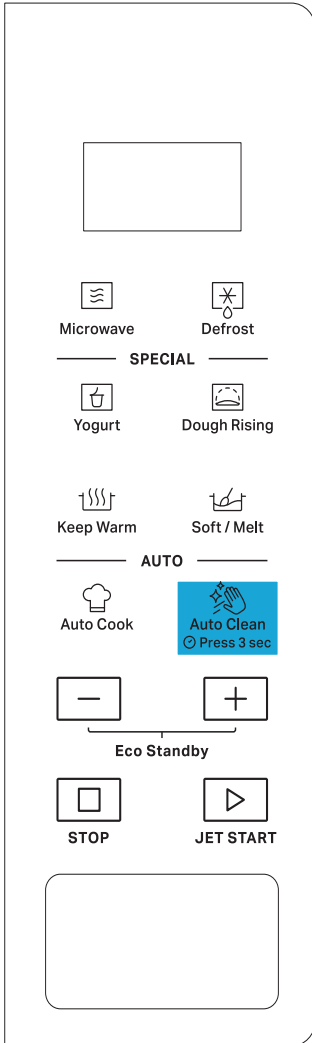 Microwave Defrost
SPECIAL
Yogurt Dough Rising
Keep Warm Soft / Melt
AUTO
Auto Cook Auto Clean
Press 3 sec
Eco Standby
STOP JET START